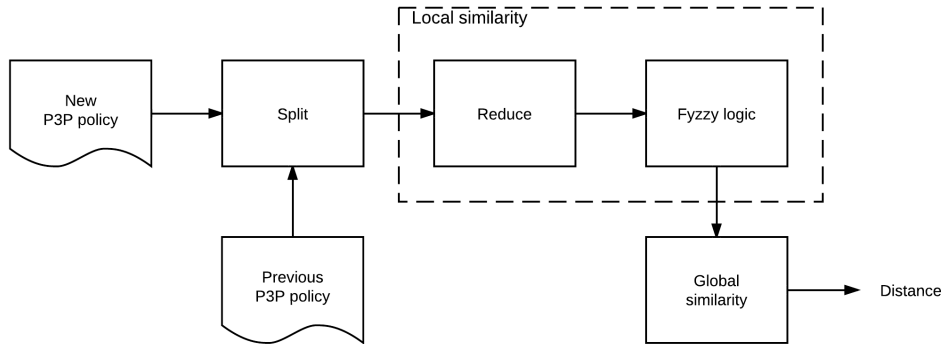 Local similarity
New
P3P policy
Split
Reduce
Fyzzy logic
Previous
P3P policy
Global
similarity
Distance